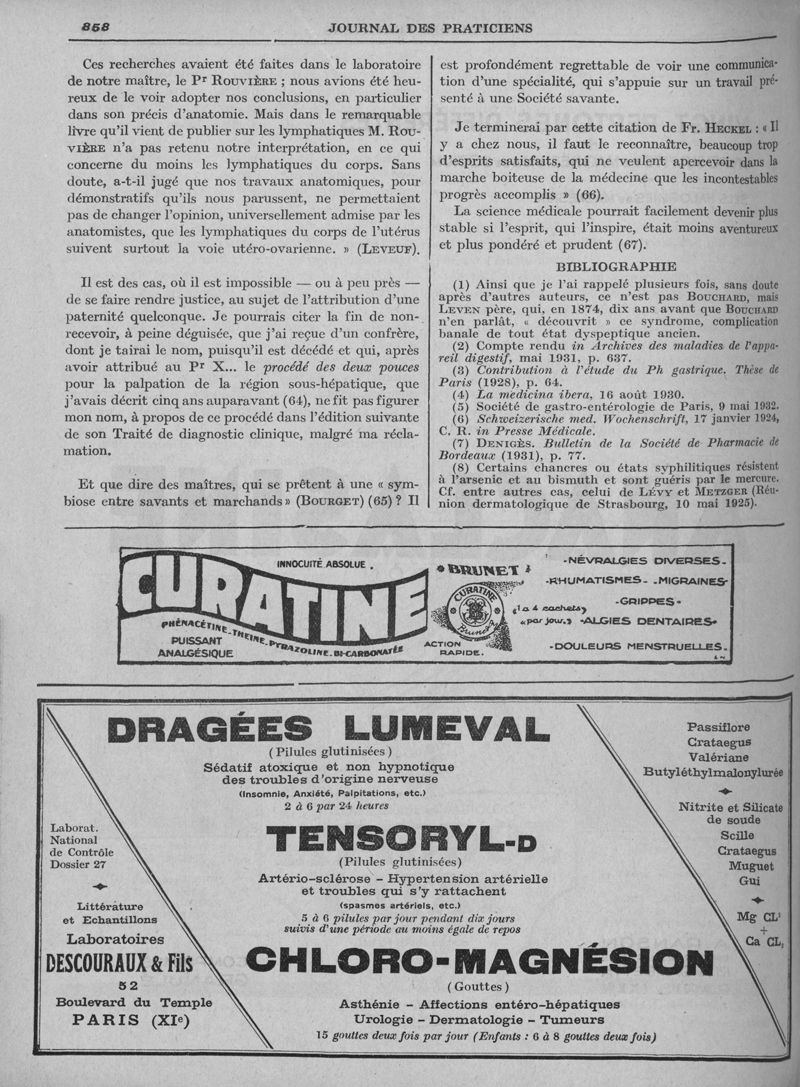 858
JOURNAL DES PRATICIENS
Ces recherches avaient été faites dans le laboratoire
de notre maître, le Pr ROUVIÈRE ; nous avions été heu-
reux de le voir adopter nos conclusions, en particulier
dans son précis d'anatomie. Mais dans le remarquable
livre qu'il vient de publier sur les lymphatiques M. ROU-
VIÈRE n'a pas retenu notre interprétation, en ce qui
concerne du moins les lymphatiques du corps. Sans
doute, a-t-il jugé que nos travaux anatomiques, pour
démonstratifs qu'ils nous parussent, ne permettaient
pas de changer l'opinion, universellement admise par les
anatomistes, que les lymphatiques du corps de l'utérus
suivent surtout la voie utéro-ovarienne. » (LEVEUF).
Il est des cas, où il est impossible — ou à peu près —
de se faire rendre justice, au sujet de l'attribution d'une
paternité quelconque. Je pourrais citer la fin de non-
recevoir, à peine déguisée, que j'ai reçue d'un confrère,
dont je tairai le nom, puisqu'il est décédé et qui, après
avoir attribué au Pr X... le procédé des deux pouces
pour la palpation de la région sous-hépatique, que
j'avais décrit cinq ans auparavant (64), ne fit pas figurer
mon nom, à propos de ce procédé dans l'édition suivante
de son Traité de diagnostic clinique, malgré ma récla-
mation.
Et que dire des maîtres, qui se prêtent à une « sym-
biose entre savants et marchands » (BOURGET) (65) ? Il
est profondément regrettable de voir une communica-
tion d'une spécialité, qui s'appuie sur un travail pré-
senté à une Société savante.
Je terminerai par cette citation de Fr. HECKEL : « Il
y a chez nous, il faut le reconnaître, beaucoup trop
d'esprits satisfaits, qui ne veulent apercevoir dans la
marche boiteuse de la médecine que les incontestables
progrès accomplis » (66).
La science médicale pourrait facilement devenir plus
stable si l'esprit, qui l'inspire, était moins aventureux
et plus pondéré et prudent (67).
BIBLIOGRAPHIE
(1) Ainsi que je l'ai rappelé plusieurs fois, sans doute
après d'autres auteurs, ce n'est pas BOUCHARD, mais
LEVEN père, qui, en 1874, dix ans avant que BOUCHARD
n'en parlât, « découvrit » ce syndrome, complication
banale de tout état dyspeptique ancien.
(2) Compte rendu in Archives des maladies de l'appa-
reil digestif, mai 1931, p. 637.
(3) Contribution à l'étude du Ph gastrique. Thèse de
Paris (1928), p. 64.
(4) La medicina ibera, 16 août 1930.
(5) Société de gastro-entérologie de Paris, 9 mai 1932.
(6) Schweizerische med. Wochenschrift, 17 janvier 1924,
C. R. in Presse Médicale.
(7) DENIGÈS. Bulletin de la Société de Pharmacie de
Bordeaux (1931), p. 77.
(8) Certains chancres ou états syphilitiques résistent
à l'arsenic et au bismuth et sont guéris par le mercure.
Cf. entre autres cas, celui de LÉVY et METZGER (Réu-
nion dermatologique de Strasbourg, 10 mai 1925).
INNOCUITÉ ABSOLUE .
CURATINE
PHÉNACÉTINE-THÉINE-PYRAZOLINE.BI-CARBONATÉE
PUISSANT
ANALGÉSIQUE
BRUNET
CURATINE
Brunet
ACTION
RAPIDE.
«1 à 4 cachets»
«par jour.»
-NÉVRALGIES DIVERSES-
-RHUMATISMES- -MIGRAINES-
-GRIPPES-
-ALGIES DENTAIRES-
-DOULEURS MENSTRUELLES-
DRAGÉES LUMEVAL
(Pilules glutinisées)
Sédatif atoxique et non hypnotique
des troubles d'origine nerveuse
(Insomnie, Anxiété, Palpitations, etc.)
2 à 6 par 24 heures
TENSORYL-D
(Pilules glutinisées)
Artério-sclérose - Hypertension artérielle
et troubles qui s'y rattachent
(spasmes artériels, etc.)
5 à 6 pilules par jour pendant dix jours
suivis d'une période au moins égale de repos
CHLORO-MAGNÉSION
(Gouttes)
Asthénie - Affections entéro-hépatiques
Urologie - Dermatologie - Tumeurs
15 gouttes deux fois par jour (Enfants : 6 à 8 gouttes deux fois)
Laborat.
National
de Contrôle
Dossier 27
Littérature
et Echantillons
Laboratoires
DESCOURAUX & Fils
52
Boulevard du Temple
PARIS (XIe)
Passiflore
Crataegus
Valériane
Butyléthylmalonylurée
Nitrite et Silicate
de soude
Scille
Crataegus
Muguet
Gui
Mg CL²
+
Ca CL₂